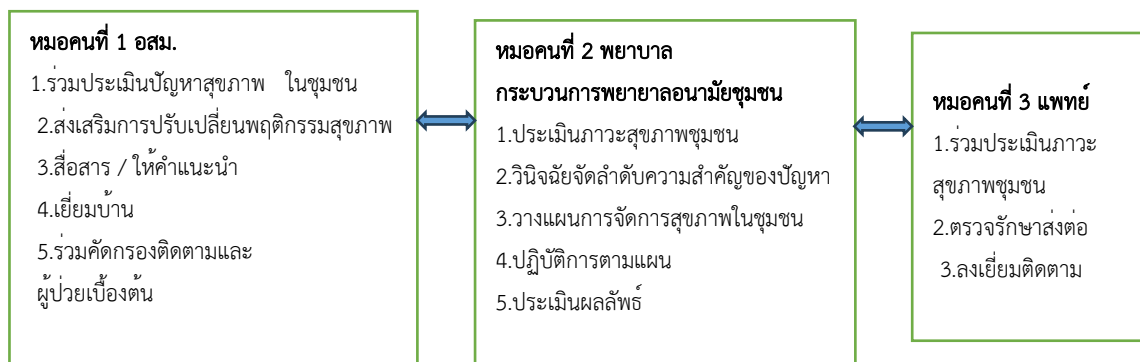 หมอคนที่ 1 อสม.
1.ร่วมประเมินปัญหาสุขภาพ ในชุมชน
2.ส่งเสริมการปรับเปลี่ยนพฤติกรรมสุขภาพ
3.สื่อสาร / ให้คำแนะนำ
4.เยี่ยมบ้าน
5.ร่วมคัดกรองติดตามและ
ผู้ป่วยเบื้องต้น
หมอคนที่ 2 พยาบาล
กระบวนการพยายาลอนามัยชุมชน
1.ประเมินภาวะสุขภาพชุมชน
2.วินิจฉัยจัดลำดับความสำคัญของปัญหา
3.วางแผนการจัดการสุขภาพในชุมชน
4.ปฏิบัติการตามแผน
5.ประเมินผลลัพธ์
หมอคนที่ 3 แพทย์
1.ร่วมประเมินภาวะ
สุขภาพชุมชน
2.ตรวจรักษาส่งต่อ
3.ลงเยี่ยมติดตาม